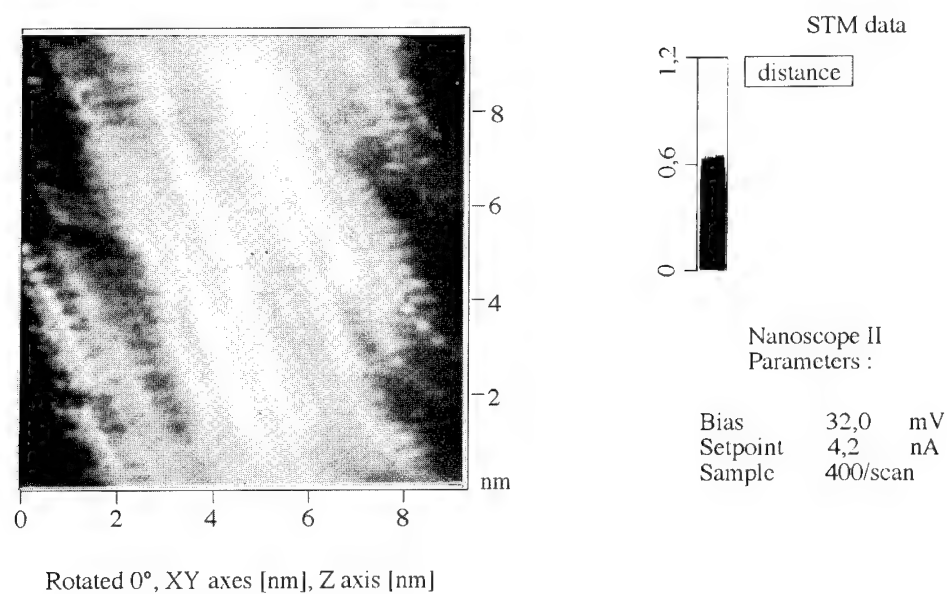 STM data
distance
1,2
0,6
0
8
6
4
2
nm
0 2 4 6 8
Nanoscope II
Parameters :
Bias 32,0 mV
Setpoint 4,2 nA
Sample 400/scan
Rotated 0°, XY axes [nm], Z axis [nm]